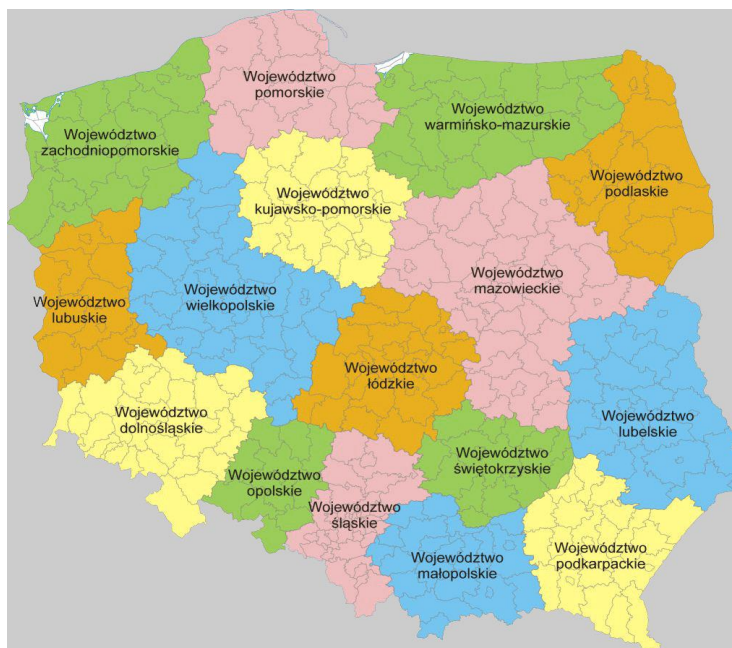 Województwo
pomorskie
Województwo
warmińsko-mazurskie
Województwo
zachodniopomorskie
Województwo
podlaskie
Województwo
kujawsko-pomorskie
Województwo
mazowieckie
Województwo
wielkopolskie
Województwo
lubuskie
Województwo
łódzkie
Województwo
dolnośląskie
Województwo
lubelskie
Województwo
świętokrzyskie
Województwo
opolskie
Województwo
śląskie
Województwo
małopolskie
Województwo
podkarpackie